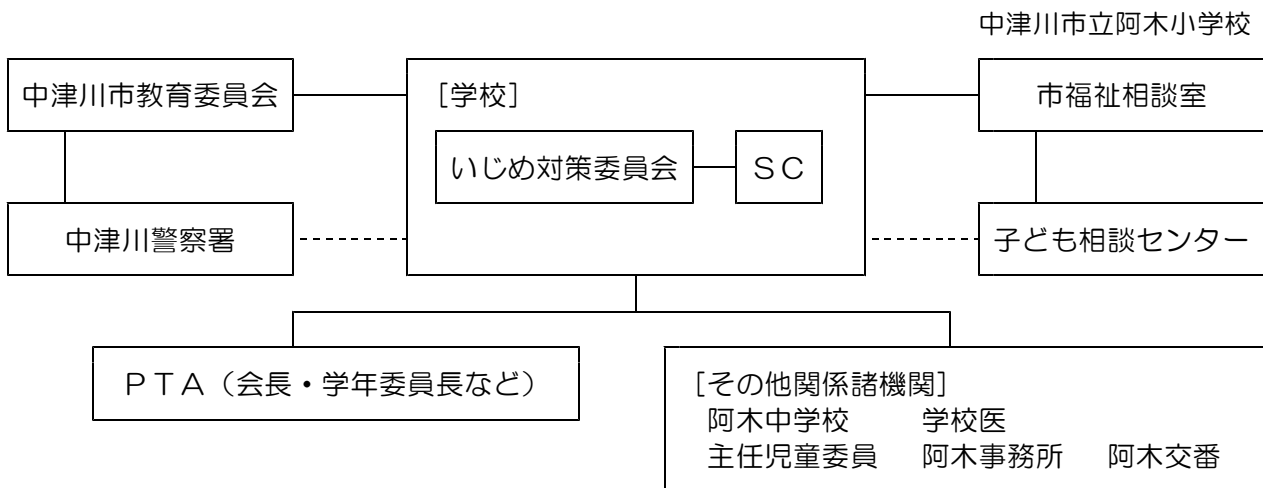 中津川市立阿木小学校
中津川市教育委員会
[学校]
市福祉相談室
いじめ対策委員会
ＳＣ
中津川警察署
子ども相談センター
ＰＴＡ（会長・学年委員長など）
[その他関係諸機関]
阿木中学校　　学校医
主任児童委員　阿木事務所　阿木交番